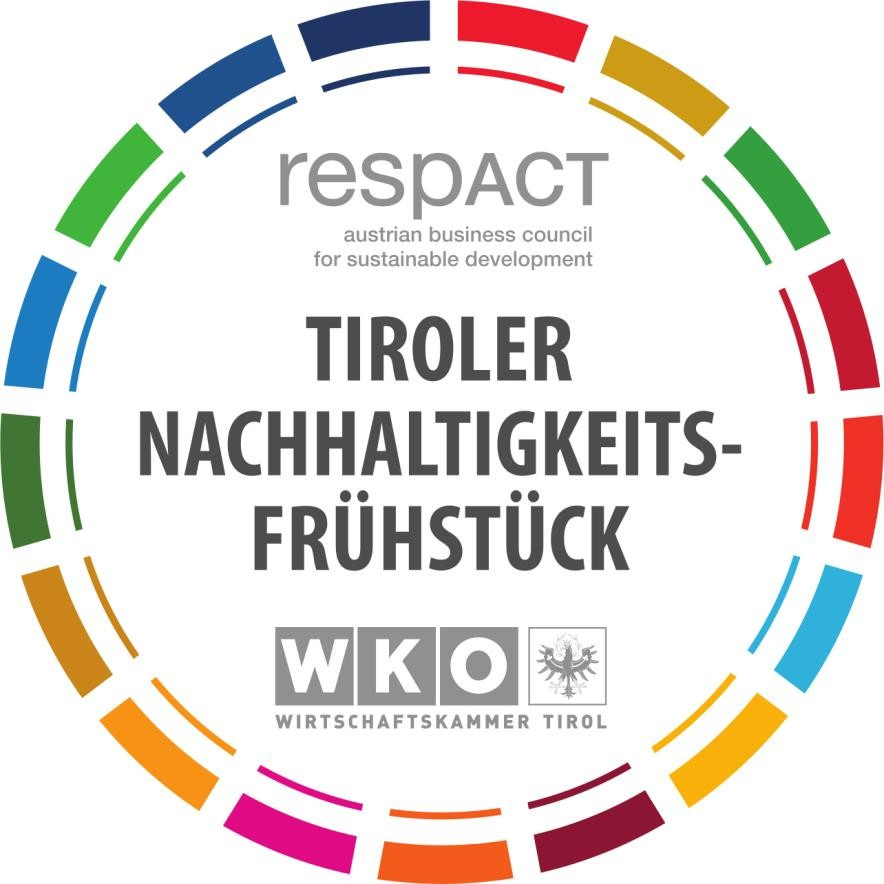 respACT
austrian business council
for sustainable development
TIROLER
NACHHALTIGKEITS-
FRÜHSTÜCK
WKO
WIRTSCHAFTSKAMMER TIROL